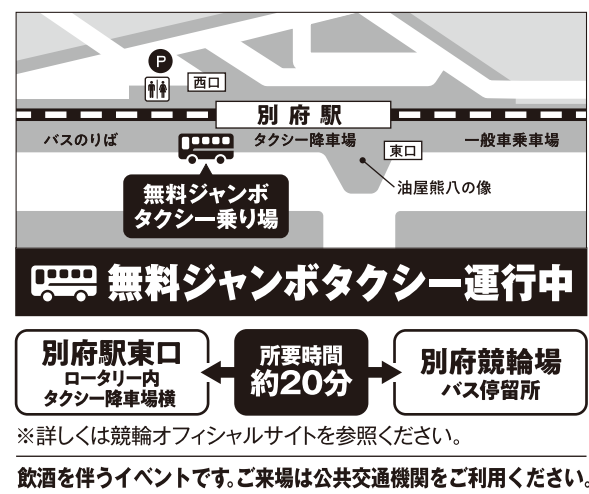 P
西口
別府駅
バスのりば
タクシー降車場
一般車乗車場
東口
油屋熊八の像
無料ジャンボ
タクシー乗り場
無料ジャンボタクシー運行中
別府駅東口
ロータリー内
タクシー降車場横
所要時間
約20分
別府競輪場
バス停留所
※詳しくは競輪オフィシャルサイトを参照ください。
飲酒を伴うイベントです。ご来場は公共交通機関をご利用ください。